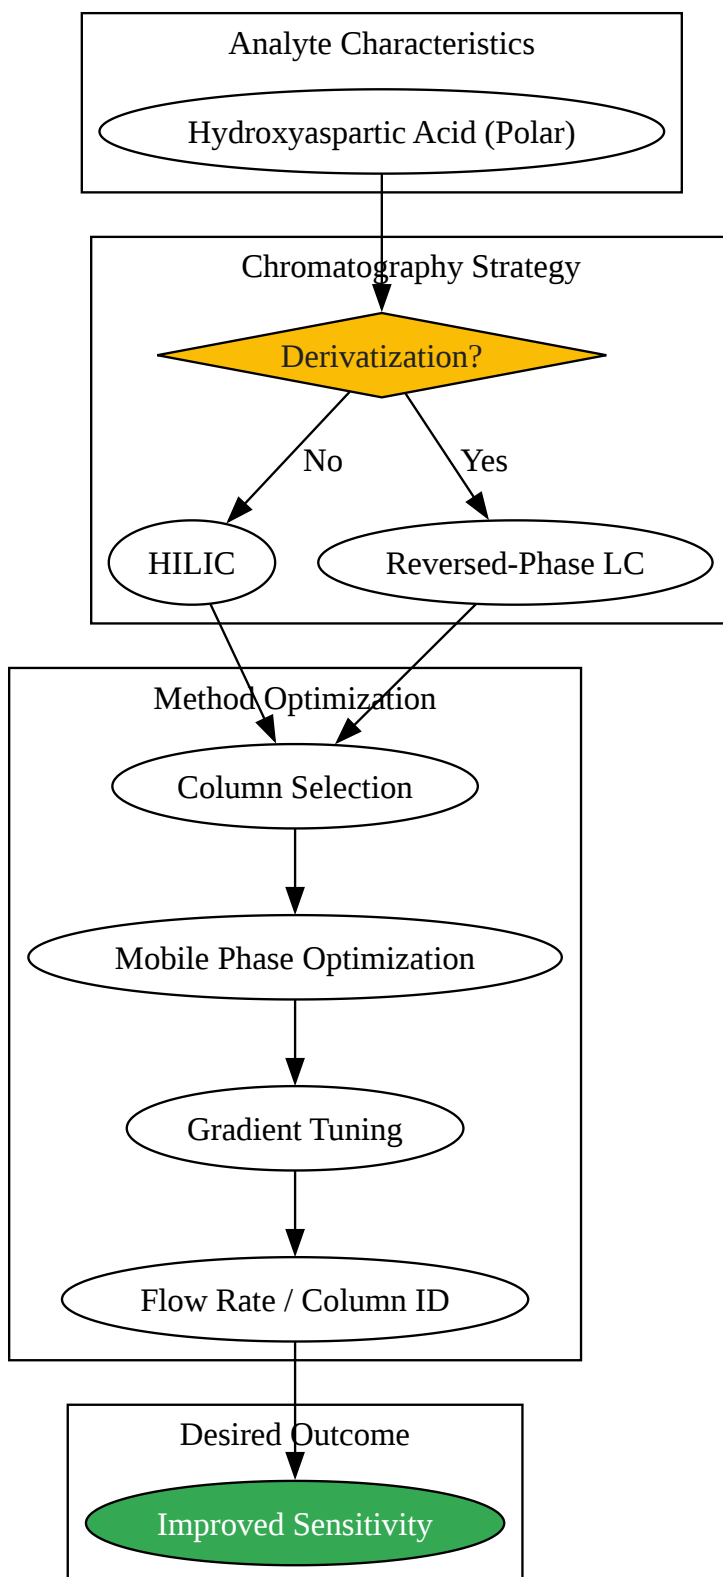 Analyte Characteristics
Hydroxyaspartic Acid (Polar)
Chromatography Strategy
Derivatization?
No
Yes
HILIC
Reversed-Phase LC
Method Optimization
Column Selection
Mobile Phase Optimization
Gradient Tuning
Flow Rate / Column ID
Desired Outcome
Improved Sensitivity